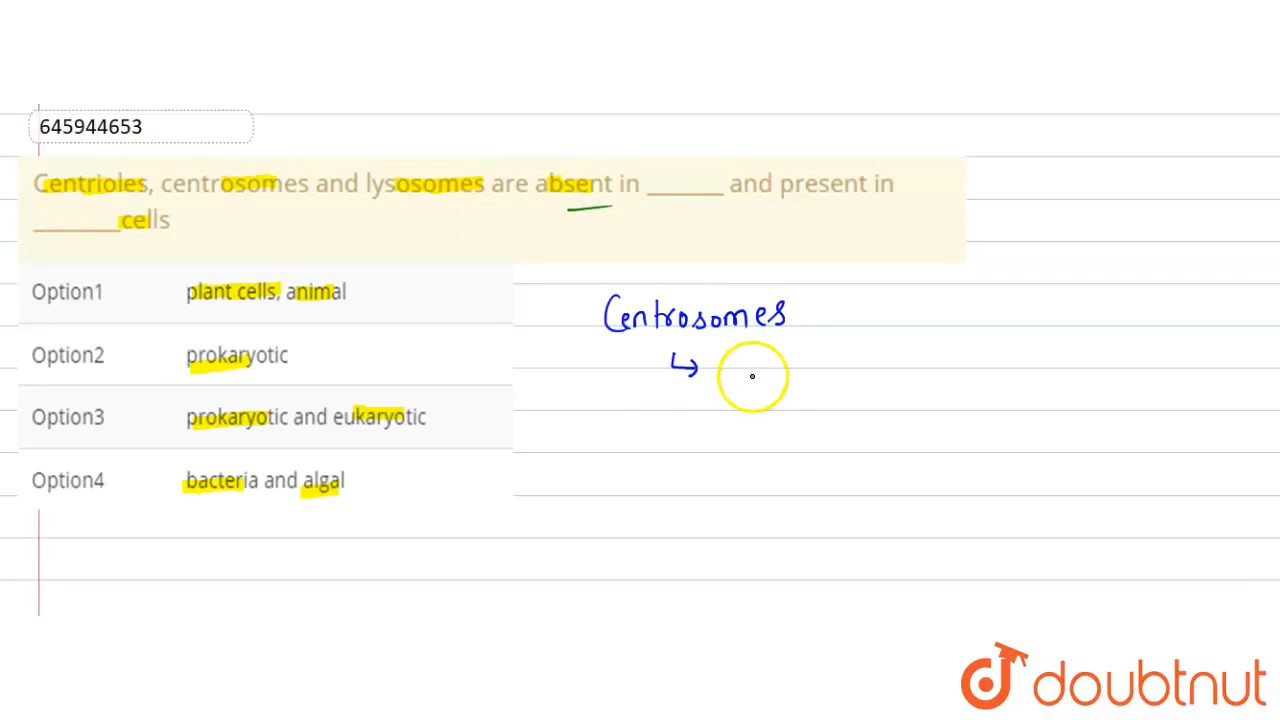 645944653
Centrioles, centrosomes and lysosomes are absent in _______ and present in
________cells
Option1 plant cells, animal
Option2 prokaryotic
Option3 prokaryotic and eukaryotic
Option4 bacteria and algal
Centrosomes
doubtnut